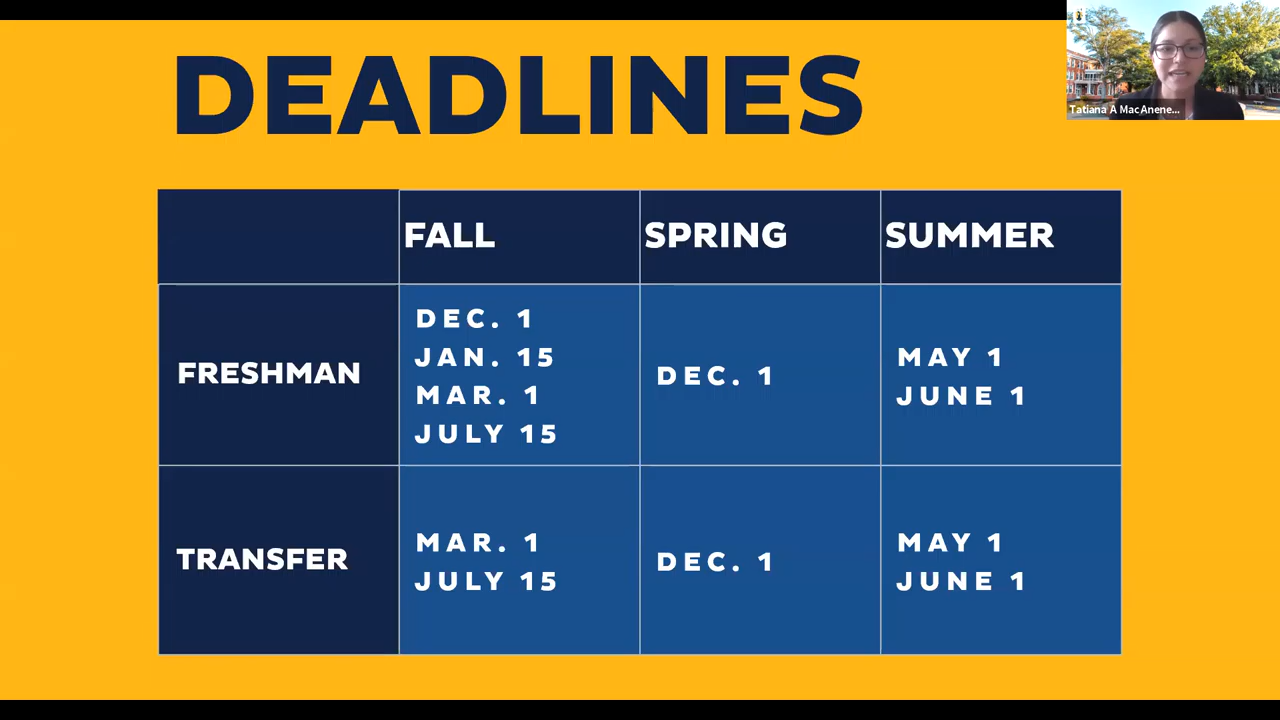 DEADLINES
Tatiana A MacAnene...
FALL SPRING SUMMER
FRESHMAN
DEC. 1
JAN. 15
MAR. 1
JULY 15
DEC. 1
MAY 1
JUNE 1
TRANSFER
MAR. 1
JULY 15
DEC. 1
MAY 1
JUNE 1